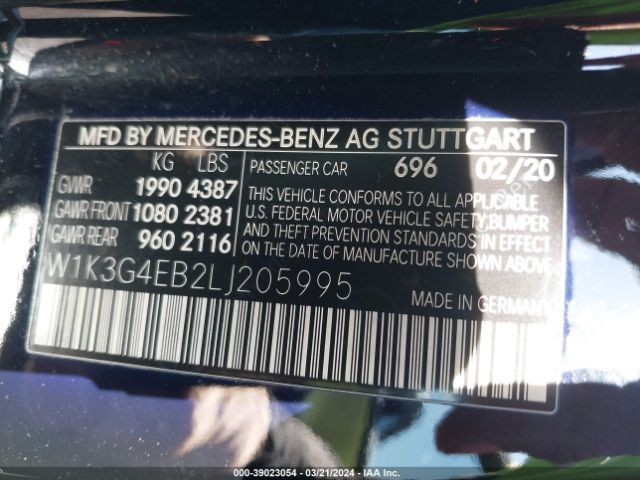 MFD BY MERCEDES-BENZ AG STUTTGART
KG LBS
GVWR 1990 4387
GAWR FRONT 1080 2381
GAWR REAR 960 2116
PASSENGER CAR 696 02/20
THIS VEHICLE CONFORMS TO ALL APPLICABLE
U.S. FEDERAL MOTOR VEHICLE SAFETY, BUMPER
AND THEFT PREVENTION STANDARDS IN EFFECT
ON THE DATE OF MANUFACTURE SHOWN ABOVE.
W1K3G4EB2LJ205995
MADE IN GERMANY
000-39023054 — 03/21/2024 — IAA Inc.